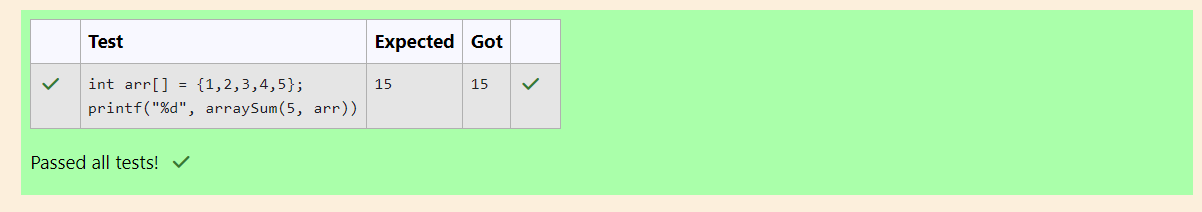 Test Expected Got
int arr[] = {1,2,3,4,5}; 15 15
printf("%d", arraySum(5, arr))
Passed all tests!